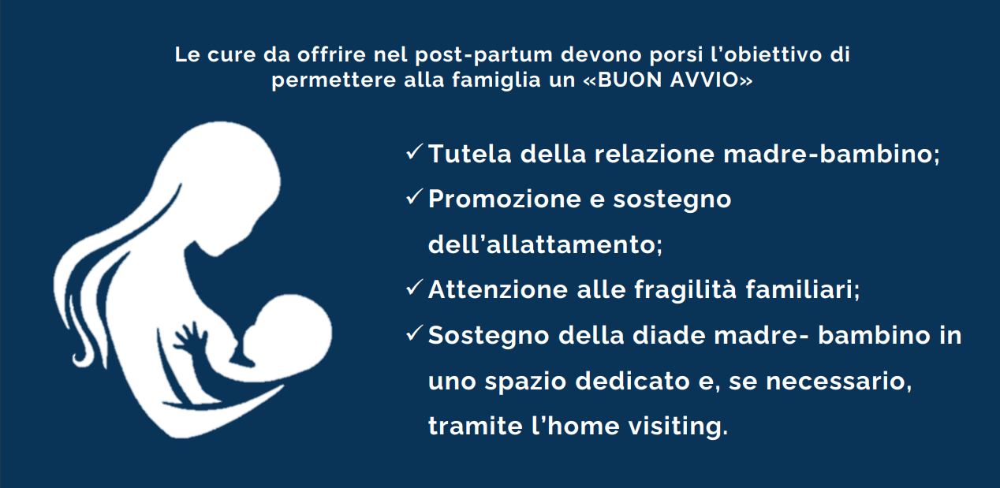 Le cure da offrire nel post-partum devono porsi l’obiettivo di
permettere alla famiglia un «BUON AVVIO»
✓ Tutela della relazione madre-bambino;
✓ Promozione e sostegno
dell’allattamento;
✓ Attenzione alle fragilità familiari;
✓ Sostegno della diade madre- bambino in
uno spazio dedicato e, se necessario,
tramite l’home visiting.